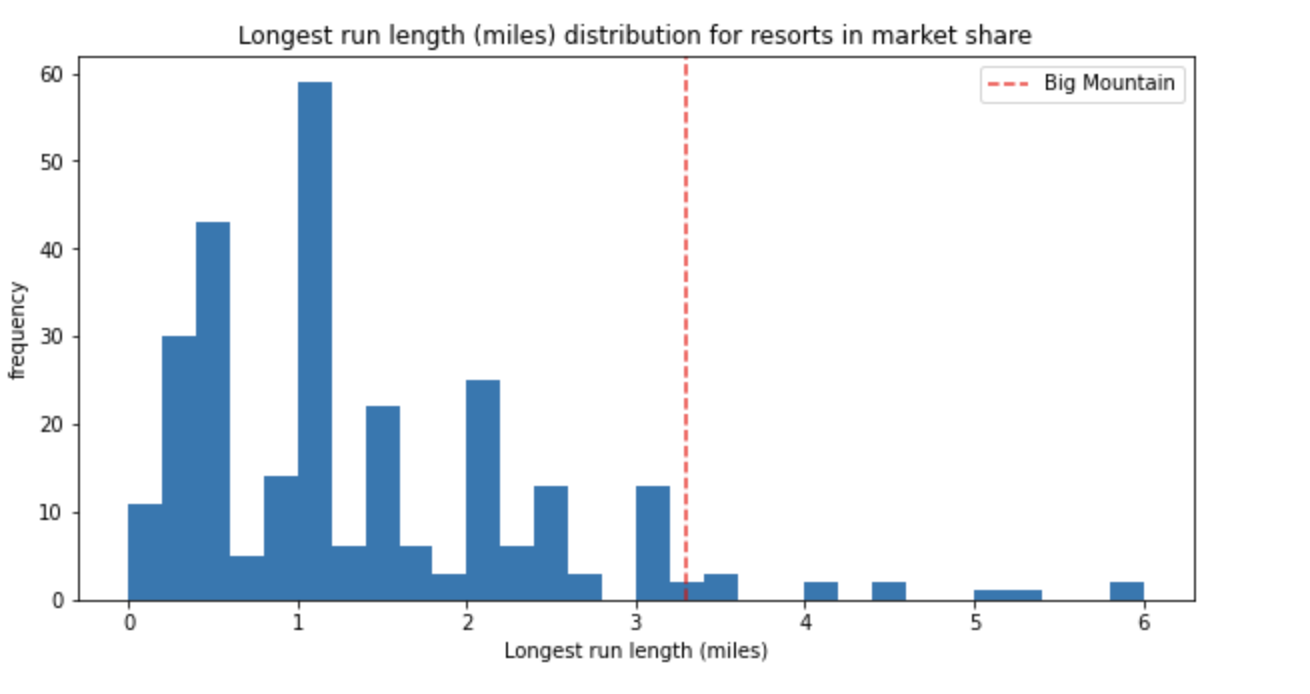 Longest run length (miles) distribution for resorts in market share
Big Mountain
60
50
40
30
20
10
0
frequency
0 1 2 3 4 5 6
Longest run length (miles)